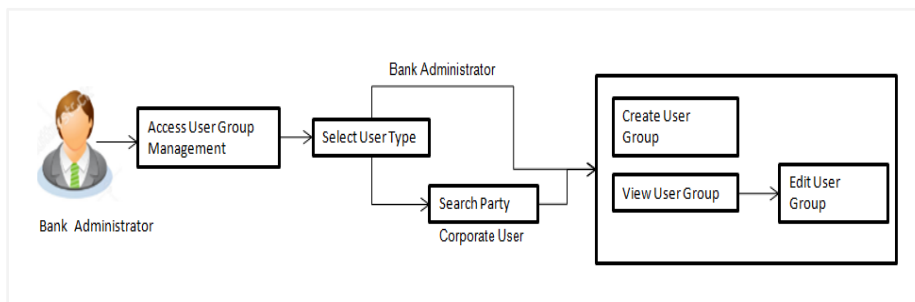 Bank Administrator
Access User Group
Management
Select User Type
Bank Administrator
Search Party
Corporate User
Create User
Group
View User Group
Edit User
Group